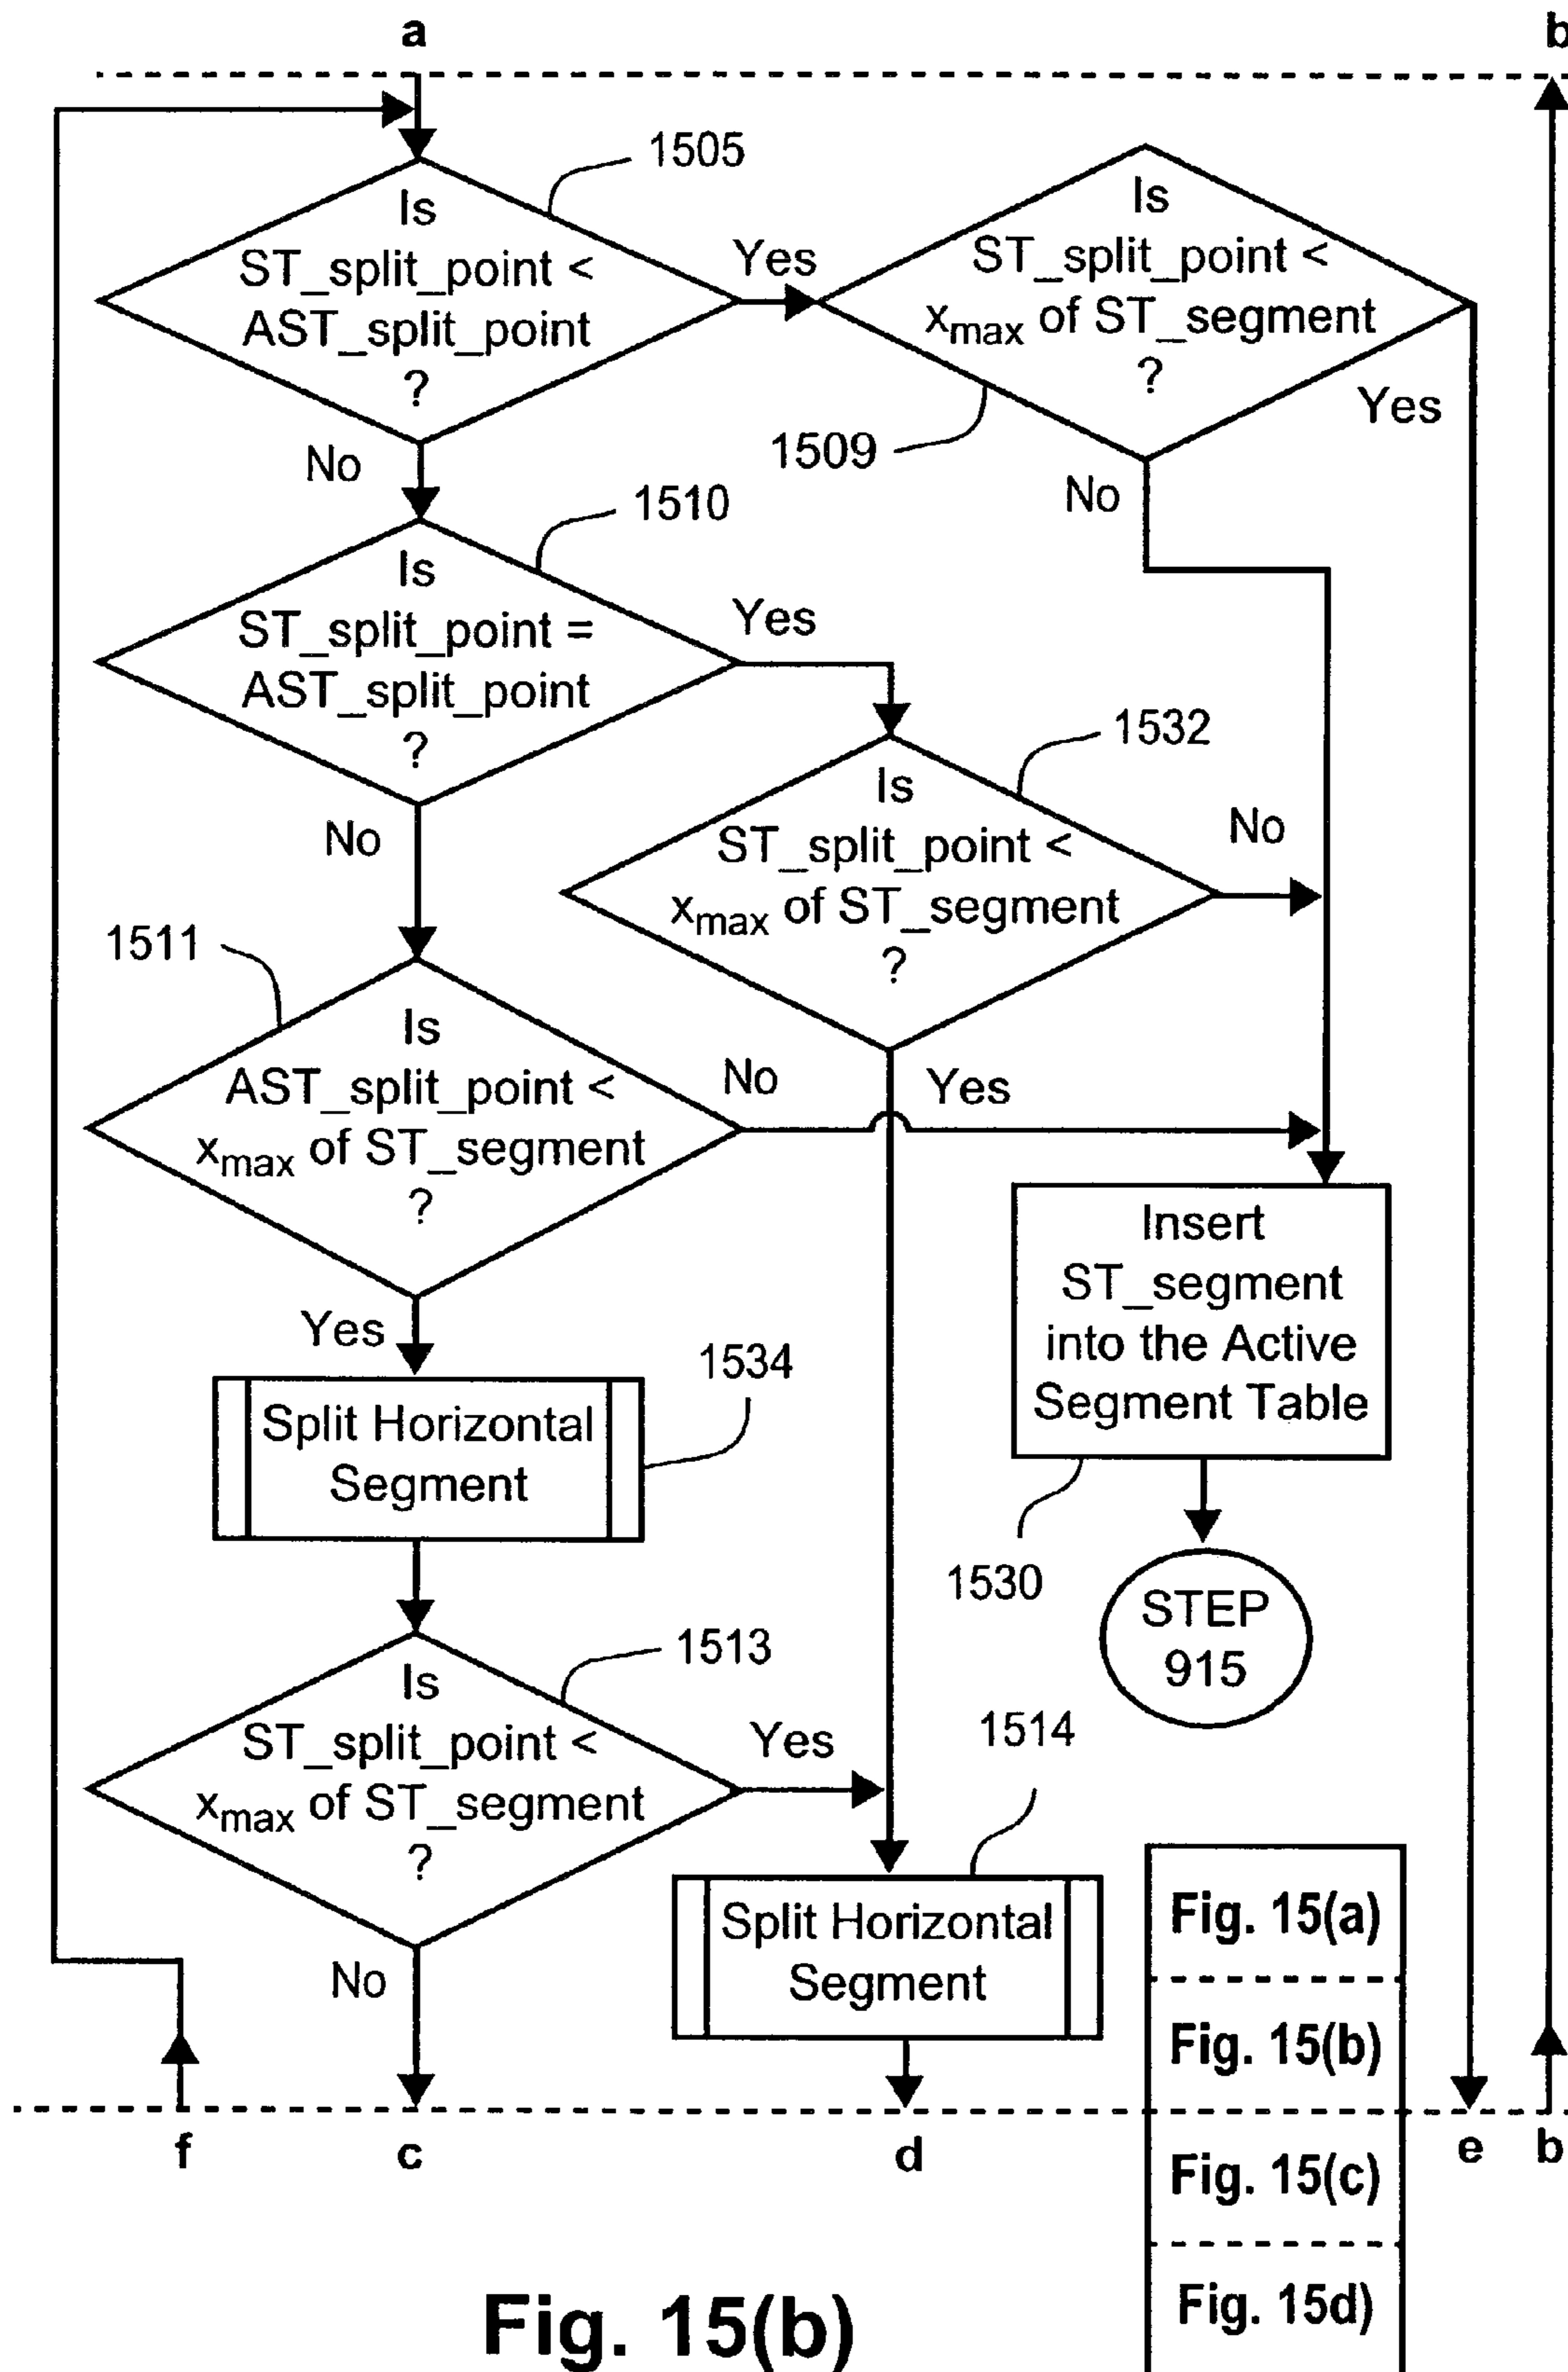 a
b
1505
Is
ST_split_point <
AST_split_point
?
Yes
No
Is
ST_split_point <
xmax of ST_segment
?
Yes
1509
No
1510
Is
ST_split_point =
AST_split_point
?
Yes
No
1532
Is
ST_split_point <
xmax of ST_segment
?
No
Yes
1511
Is
AST_split_point <
xmax of ST_segment
?
No
Yes
Insert
ST_segment
into the Active
Segment Table
1530
STEP
915
1534
Split Horizontal
Segment
1513
Is
ST_split_point <
xmax of ST_segment
?
Yes
No
1514
Split Horizontal
Segment
Fig. 15(a)
Fig. 15(b)
Fig. 15(c)
Fig. 15d)
f
c
d
e
b
Fig. 15(b)